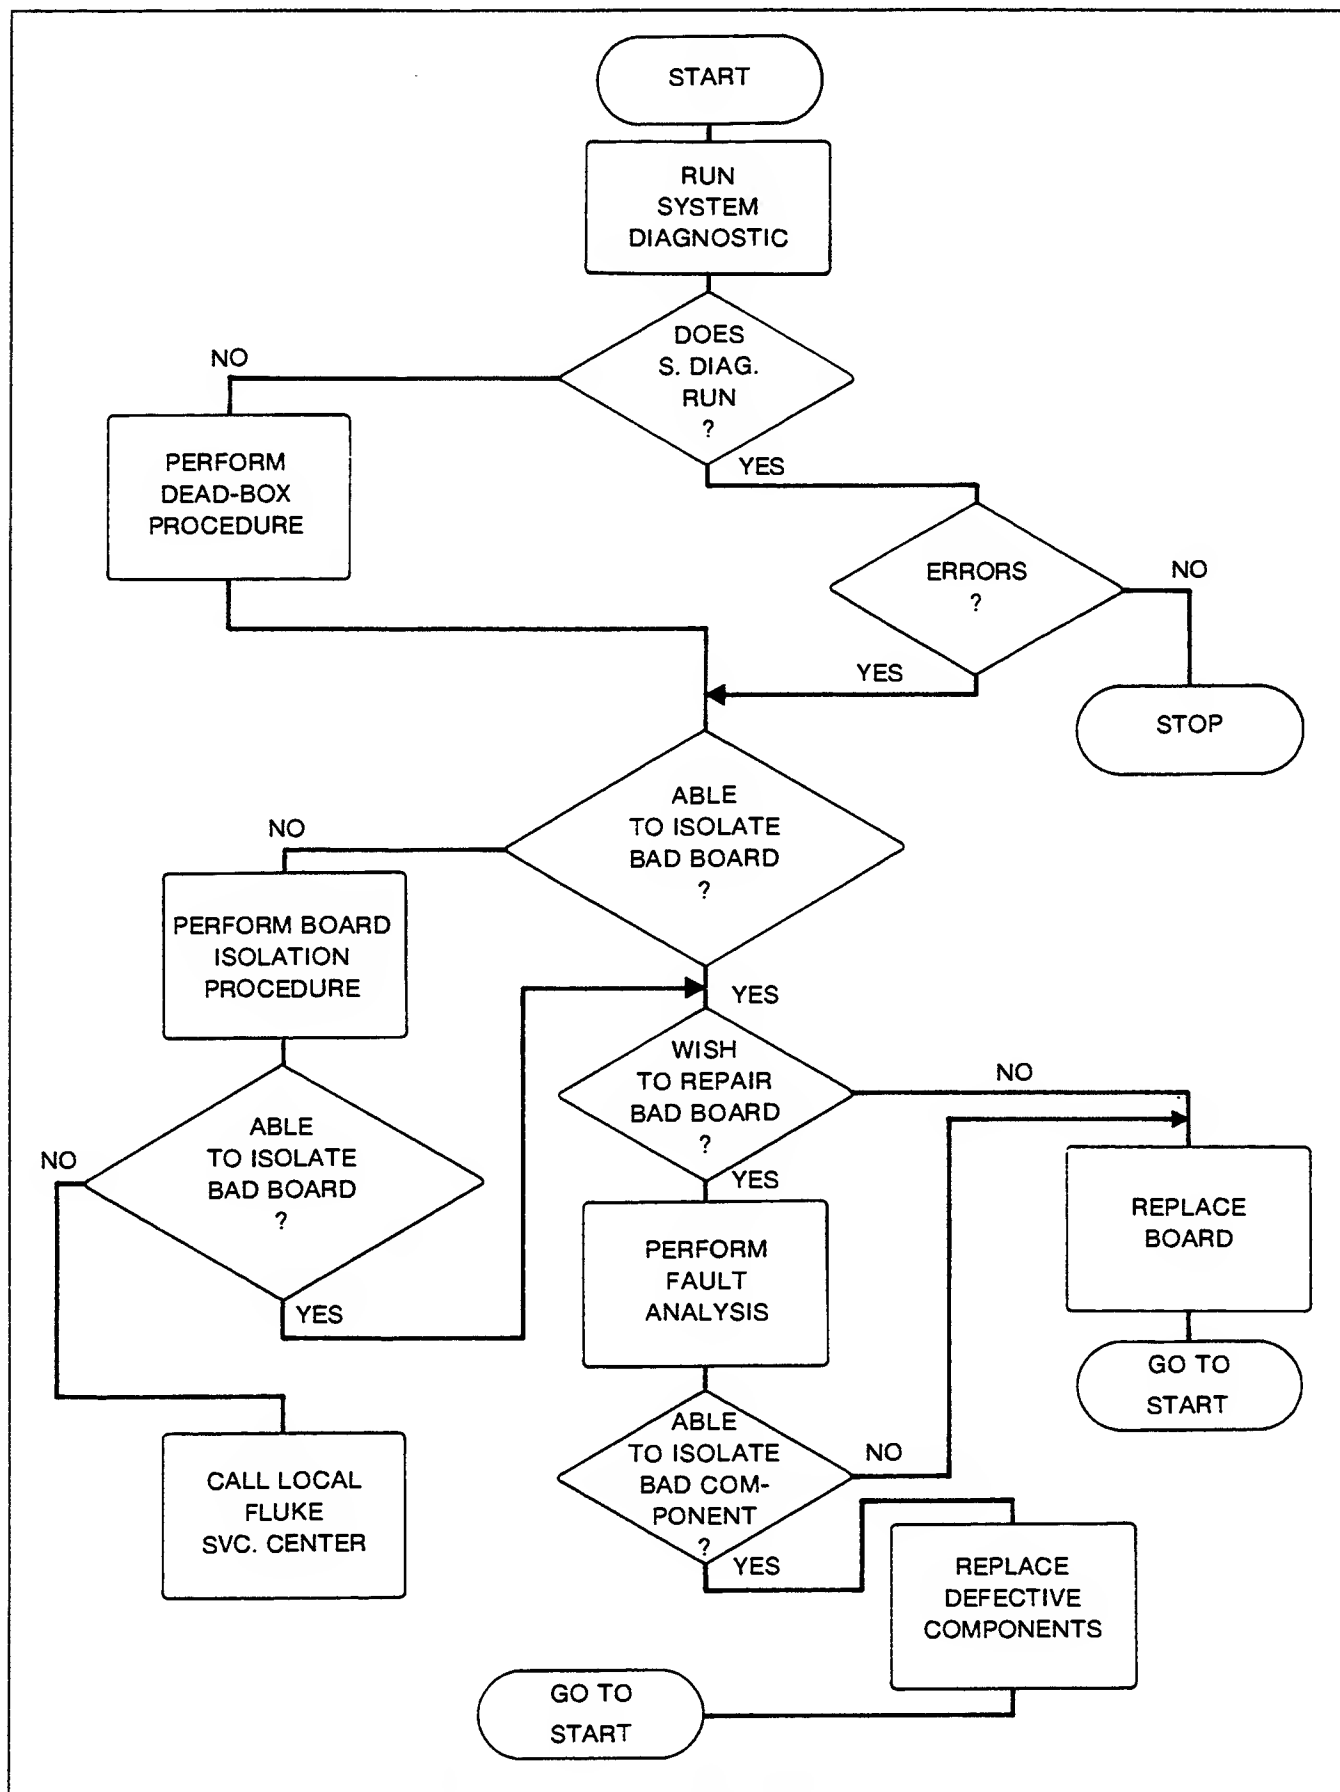 START
RUN
SYSTEM
DIAGNOSTIC
DOES
S. DIAG.
RUN
?
NO
YES
PERFORM
DEAD-BOX
PROCEDURE
ERRORS
?
NO
YES
STOP
ABLE
TO ISOLATE
BAD BOARD
?
NO
YES
PERFORM BOARD
ISOLATION
PROCEDURE
WISH
TO REPAIR
BAD BOARD
?
NO
YES
ABLE
TO ISOLATE
BAD BOARD
?
NO
YES
REPLACE
BOARD
PERFORM
FAULT
ANALYSIS
GO TO
START
ABLE
TO ISOLATE
BAD COM-
PONENT
?
NO
YES
CALL LOCAL
FLUKE
SVC. CENTER
REPLACE
DEFECTIVE
COMPONENTS
GO TO
START